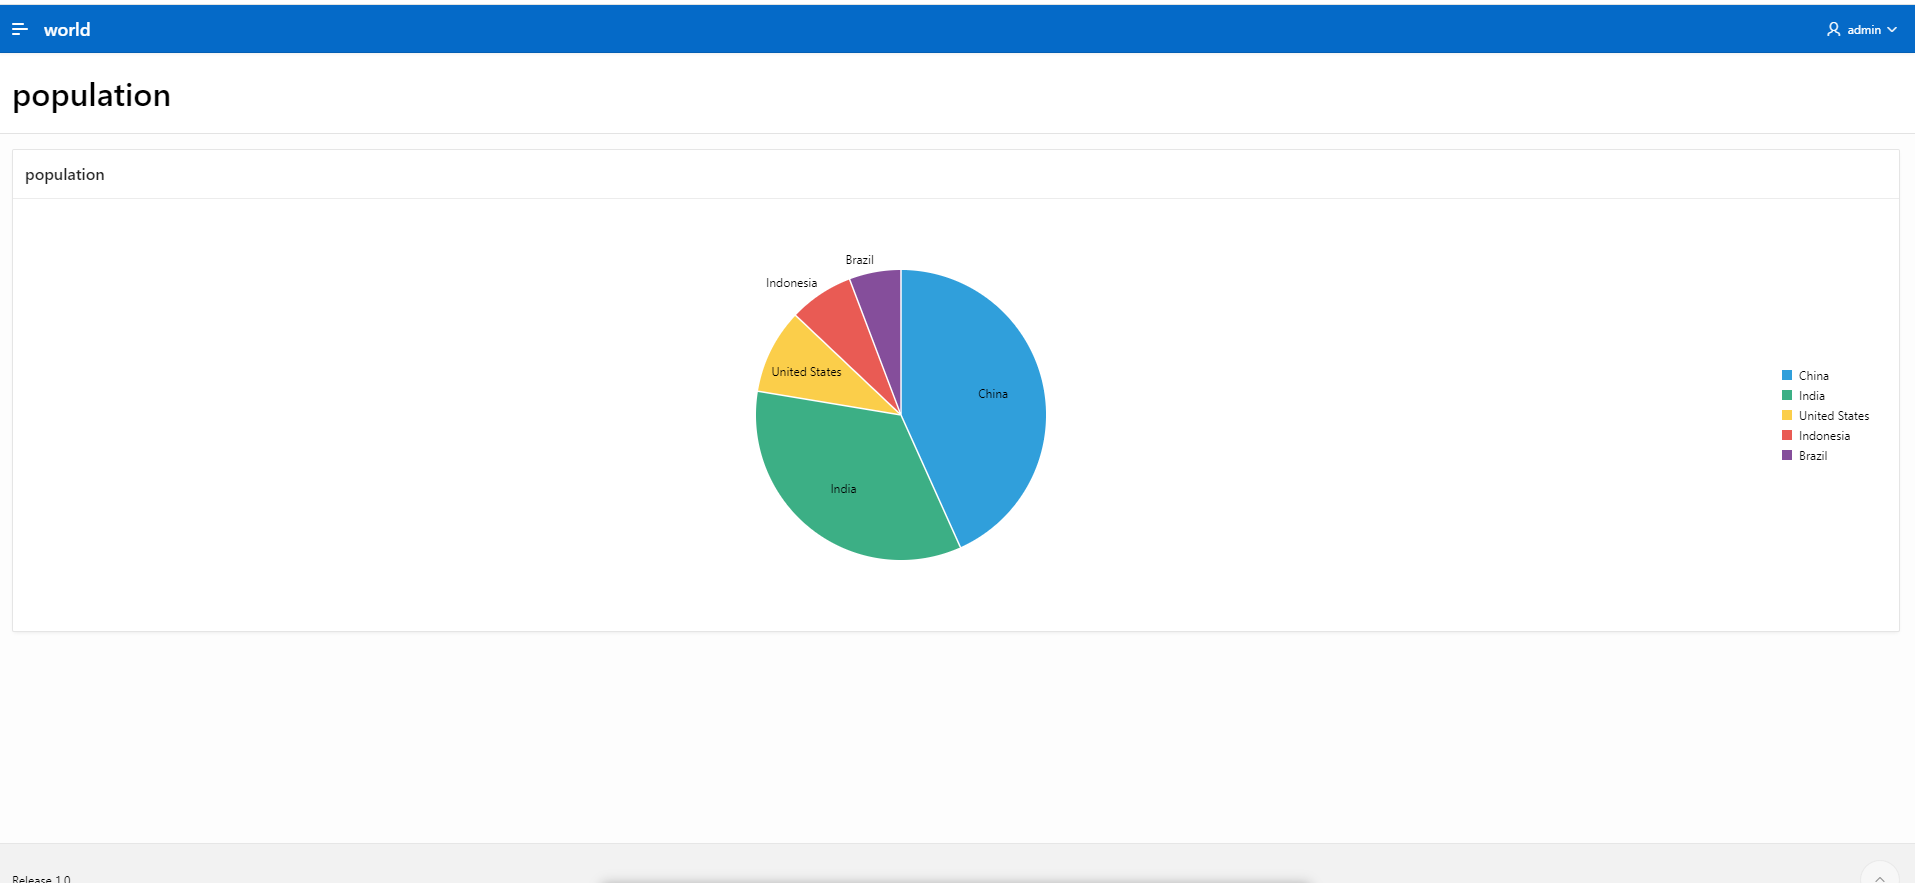 world
admin
population
population
Brazil
Indonesia
United States
China
India
China
India
United States
Indonesia
Brazil
Release 1.0